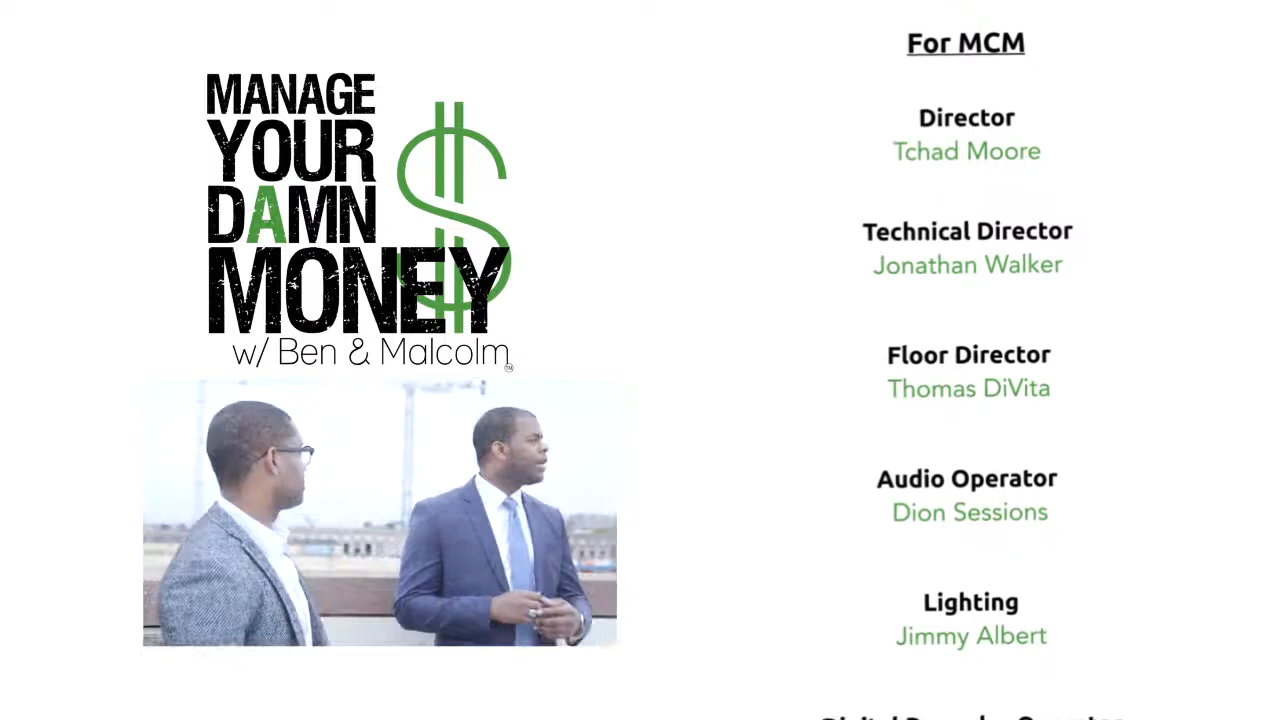 MANAGE
YOUR
DAMN
MONEY
w/ Ben & Malcolm
TM
For MCM
Director
Tchad Moore
Technical Director
Jonathan Walker
Floor Director
Thomas DiVita
Audio Operator
Dion Sessions
Lighting
Jimmy Albert